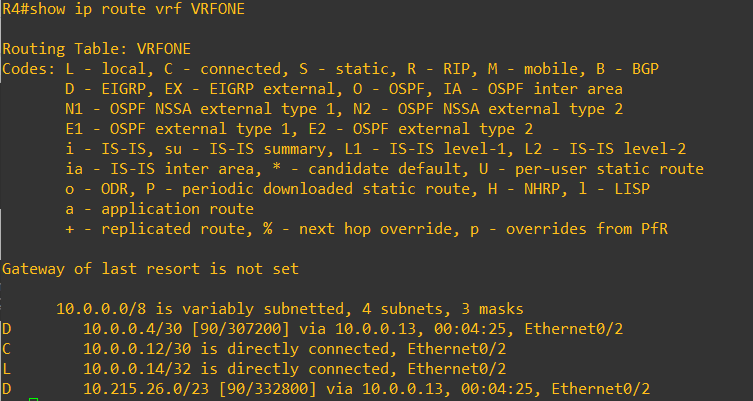 R4#show ip route vrf VRFONE
Routing Table: VRFONE
Codes: L - local, C - connected, S - static, R - RIP, M - mobile, B - BGP
D - EIGRP, EX - EIGRP external, O - OSPF, IA - OSPF inter area
N1 - OSPF NSSA external type 1, N2 - OSPF NSSA external type 2
E1 - OSPF external type 1, E2 - OSPF external type 2
i - IS-IS, su - IS-IS summary, L1 - IS-IS level-1, L2 - IS-IS level-2
ia - IS-IS inter area, * - candidate default, U - per-user static route
o - ODR, P - periodic downloaded static route, H - NHRP, l - LISP
a - application route
+ - replicated route, % - next hop override, p - overrides from PfR
Gateway of last resort is not set
10.0.0.0/8 is variably subnetted, 4 subnets, 3 masks
D 10.0.0.4/30 [90/307200] via 10.0.0.13, 00:04:25, Ethernet0/2
C 10.0.0.12/30 is directly connected, Ethernet0/2
L 10.0.0.14/32 is directly connected, Ethernet0/2
D 10.215.26.0/23 [90/332800] via 10.0.0.13, 00:04:25, Ethernet0/2